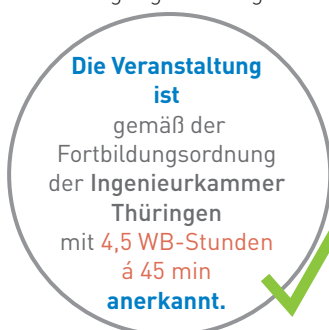 Die Veranstaltung
ist
gemäß der
Fortbildungsordnung
der Ingenieurkammer
Thüringen
mit 4,5 WB-Stunden
á 45 min
anerkannt.